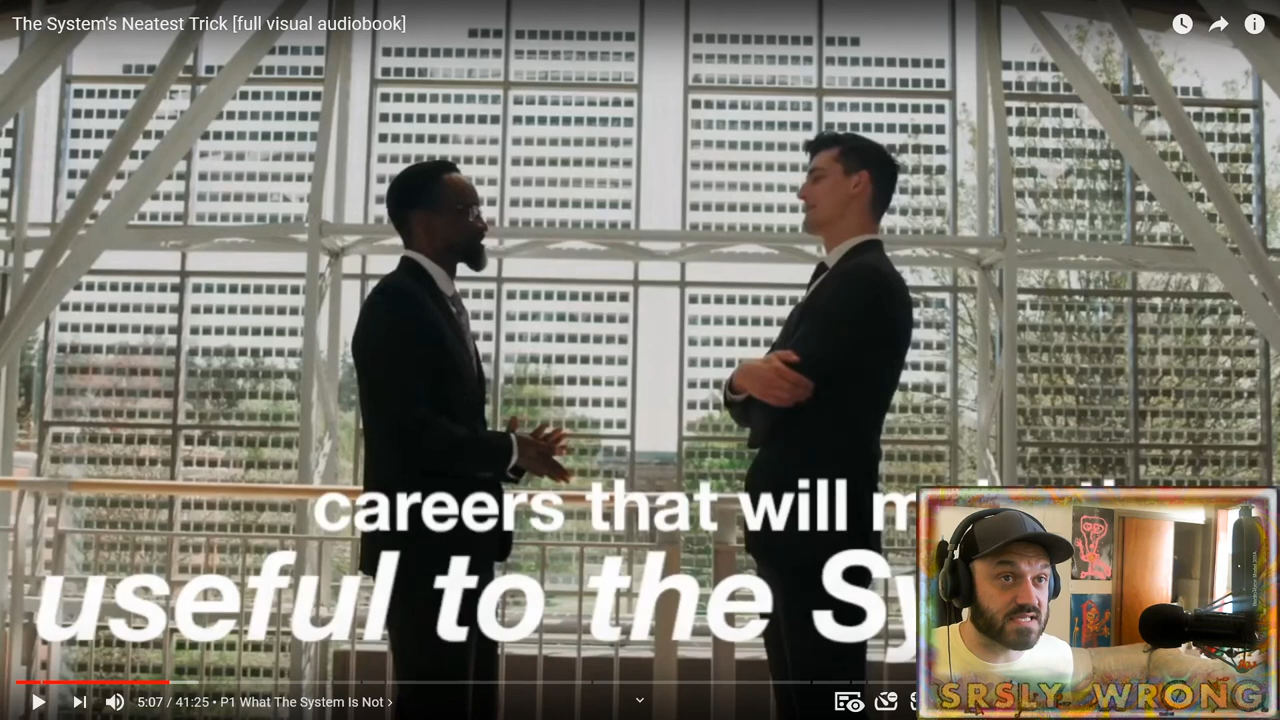 The System's Neatest Trick [full visual audiobook]
careers that will
useful to the
5:07 / 41:25 • P1 What The System Is Not ›
SRSLY WRONG